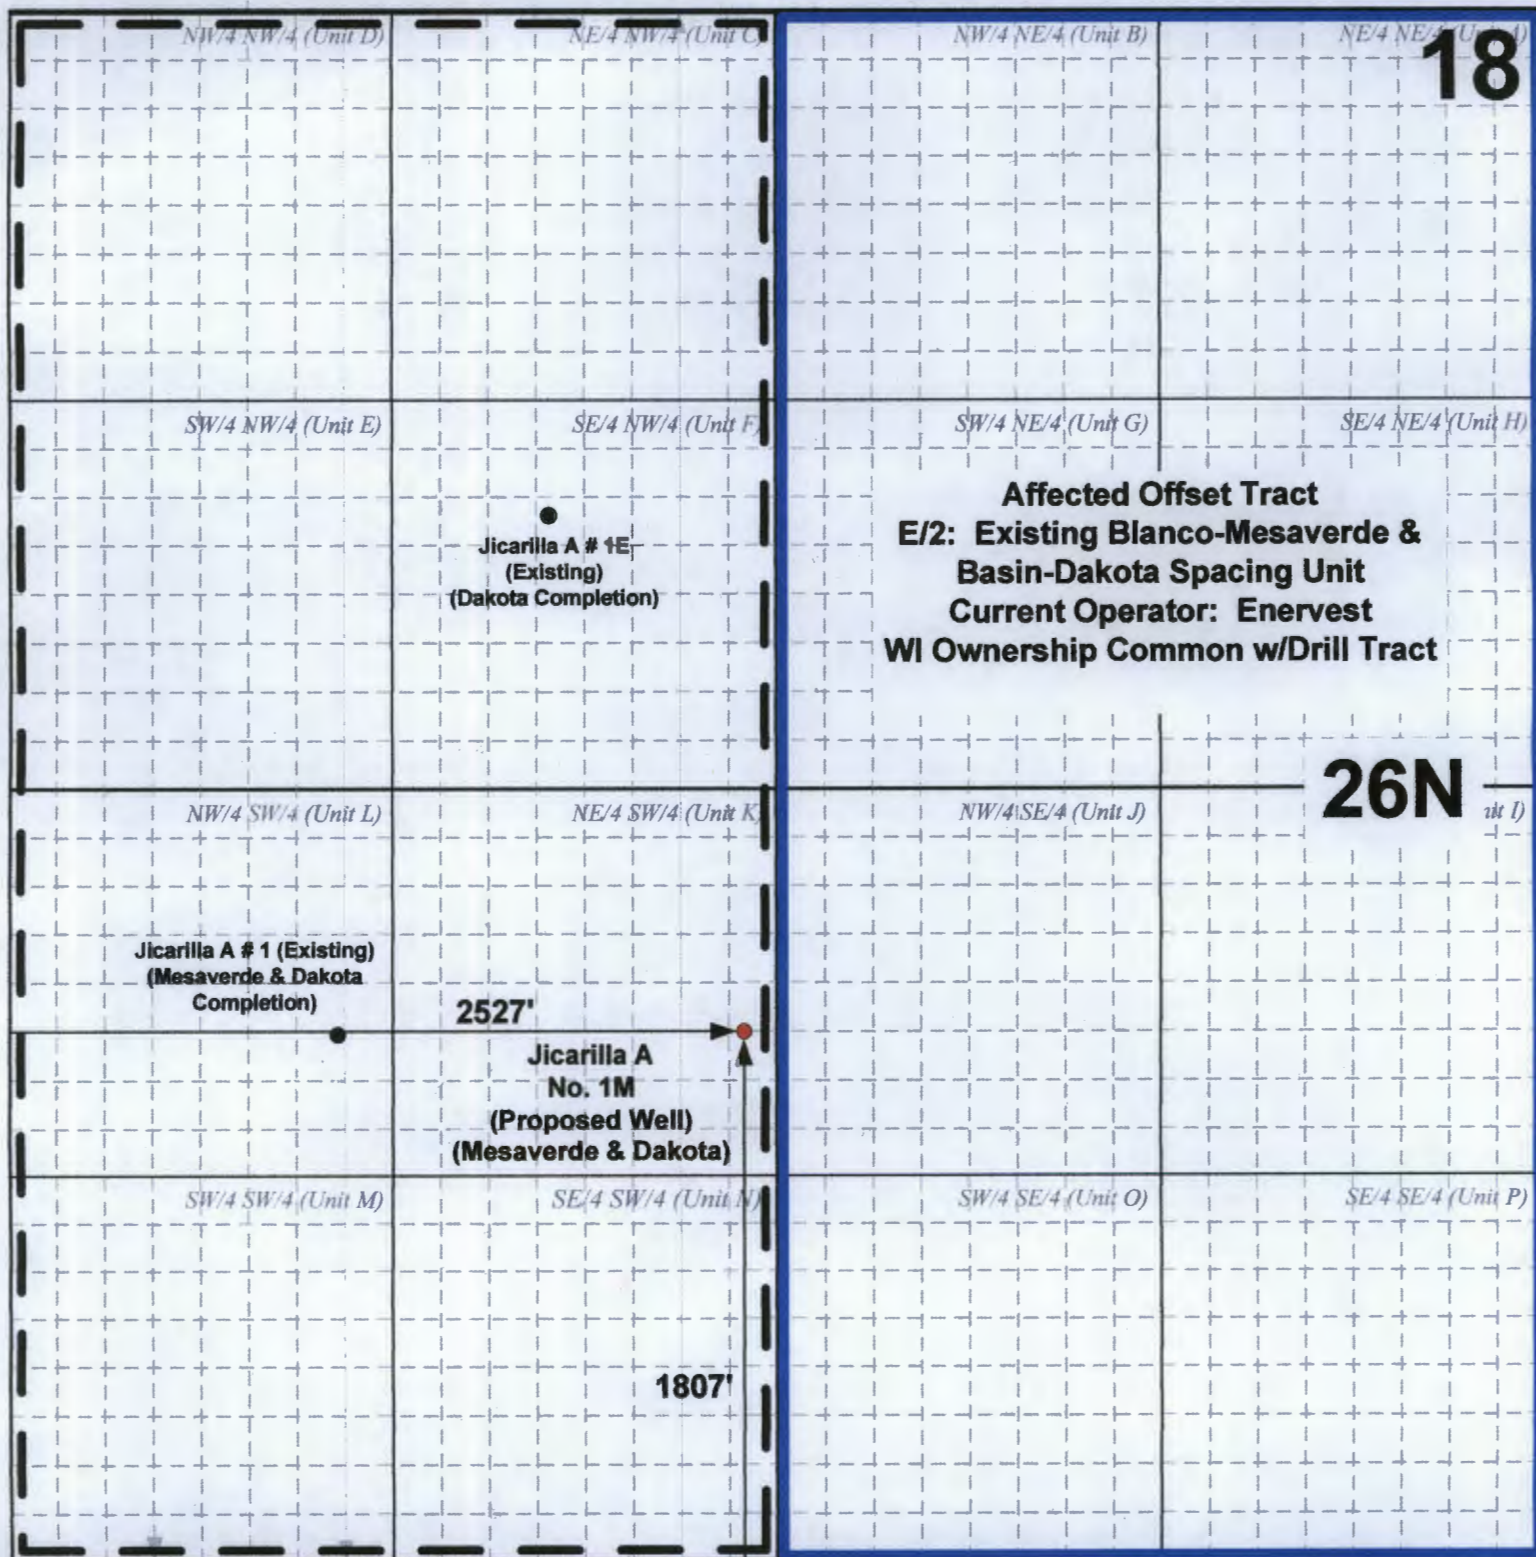 NW/4 NW/4 (Unit D)
NE/4 NW/4 (Unit C)
NW/4 NE/4 (Unit B)
NE/4 NE/4 (Unit A)
18
SW/4 NW/4 (Unit E)
SE/4 NW/4 (Unit F)
SW/4 NE/4 (Unit G)
SE/4 NE/4 (Unit H)
Jicarilla A # 1E
(Existing)
(Dakota Completion)
Affected Offset Tract
E/2: Existing Blanco-Mesaverde &
Basin-Dakota Spacing Unit
Current Operator: Enervest
WI Ownership Common w/Drill Tract
26N
NW/4 SW/4 (Unit L)
NE/4 SW/4 (Unit K)
NW/4 SE/4 (Unit J)
I)
Jicarilla A # 1 (Existing)
(Mesaverde & Dakota
Completion)
2527'
Jicarilla A
No. 1M
(Proposed Well)
(Mesaverde & Dakota)
SW/4 SW/4 (Unit M)
SE/4 SW/4 (Unit N)
SW/4 SE/4 (Unit O)
SE/4 SE/4 (Unit P)
1807'